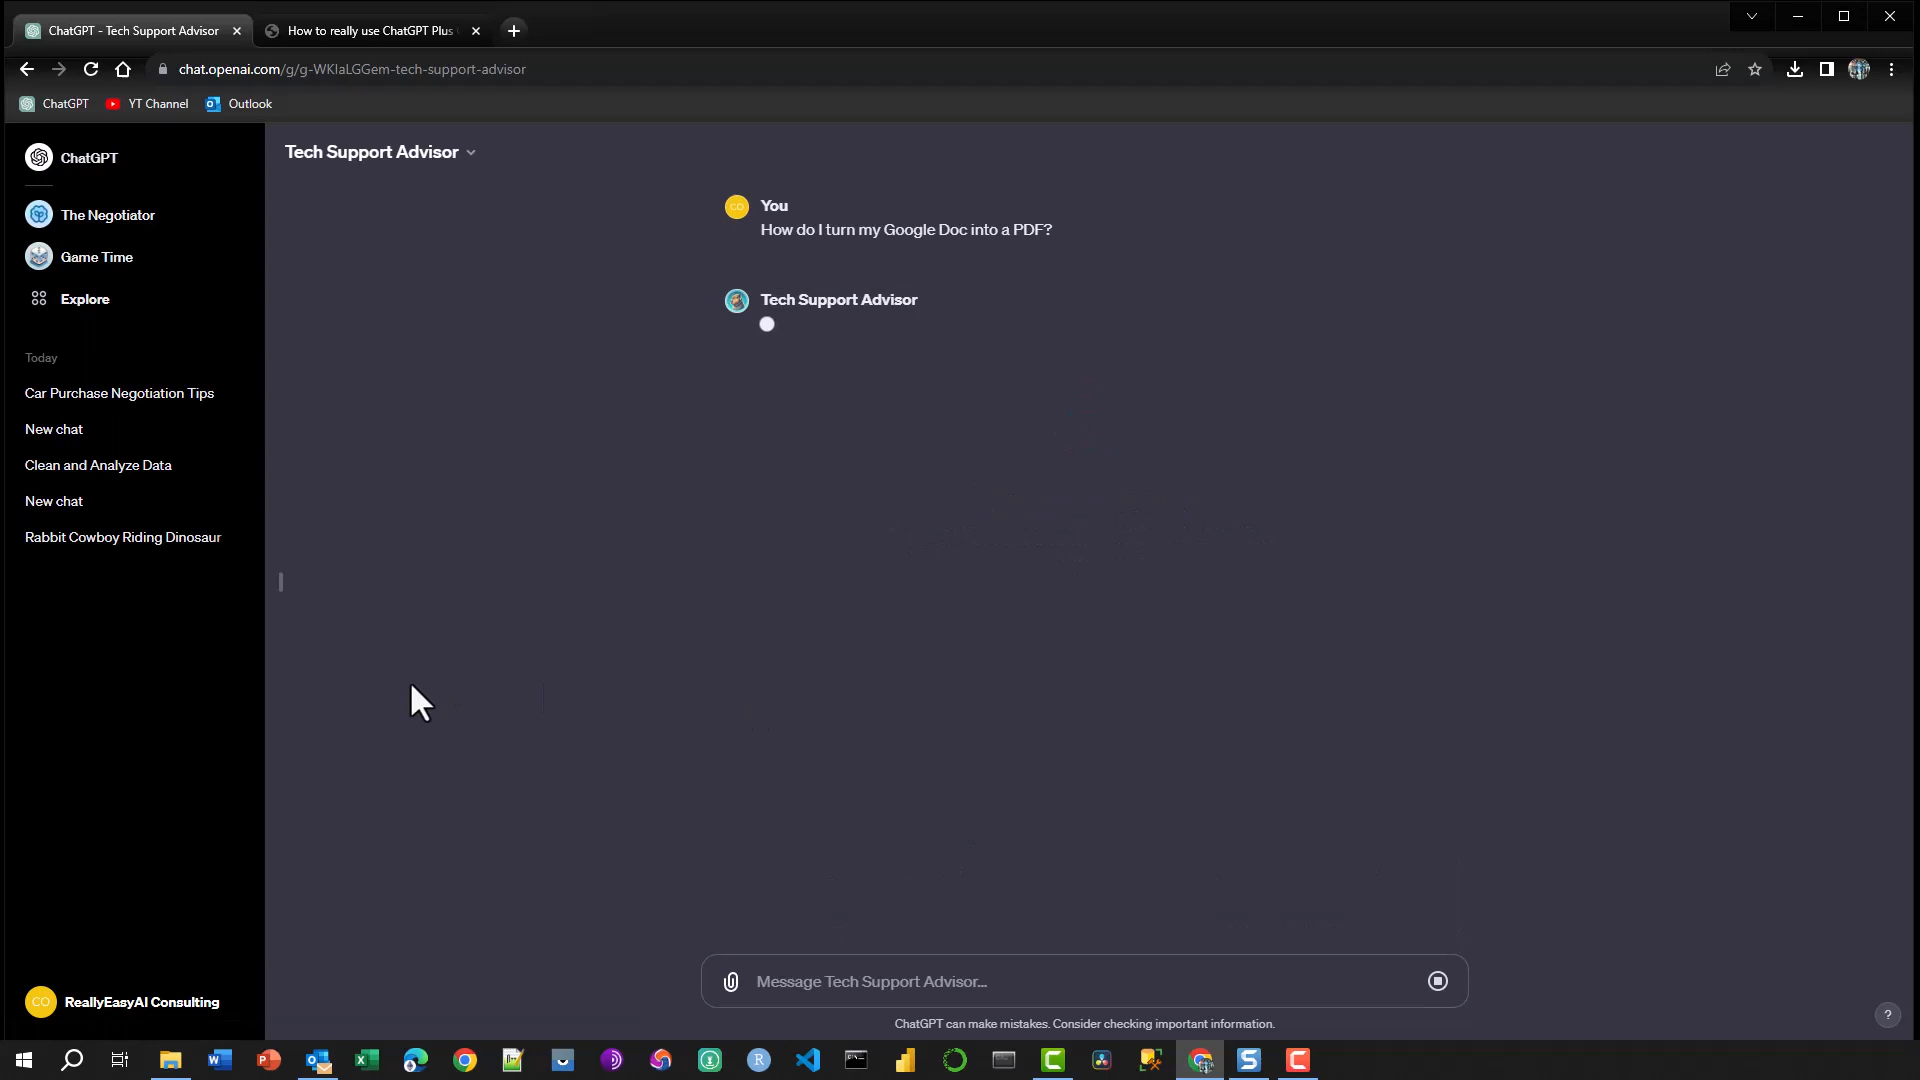 ChatGPT - Tech Support Advisor
How to really use ChatGPT Plus
chat.openai.com/g/g-WKIaLGGem-tech-support-advisor
ChatGPT
YT Channel
Outlook
ChatGPT
The Negotiator
Game Time
Explore
Today
Car Purchase Negotiation Tips
New chat
Clean and Analyze Data
New chat
Rabbit Cowboy Riding Dinosaur
CO ReallyEasyAI Consulting
Tech Support Advisor
CO You
How do I turn my Google Doc into a PDF?
Tech Support Advisor
Message Tech Support Advisor...
ChatGPT can make mistakes. Consider checking important information.
?